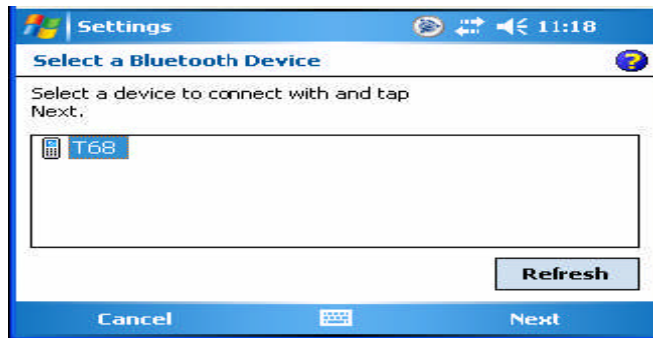 Settings 11:18
Select a Bluetooth Device
Select a device to connect with and tap
Next.
T68
Refresh
Cancel Next